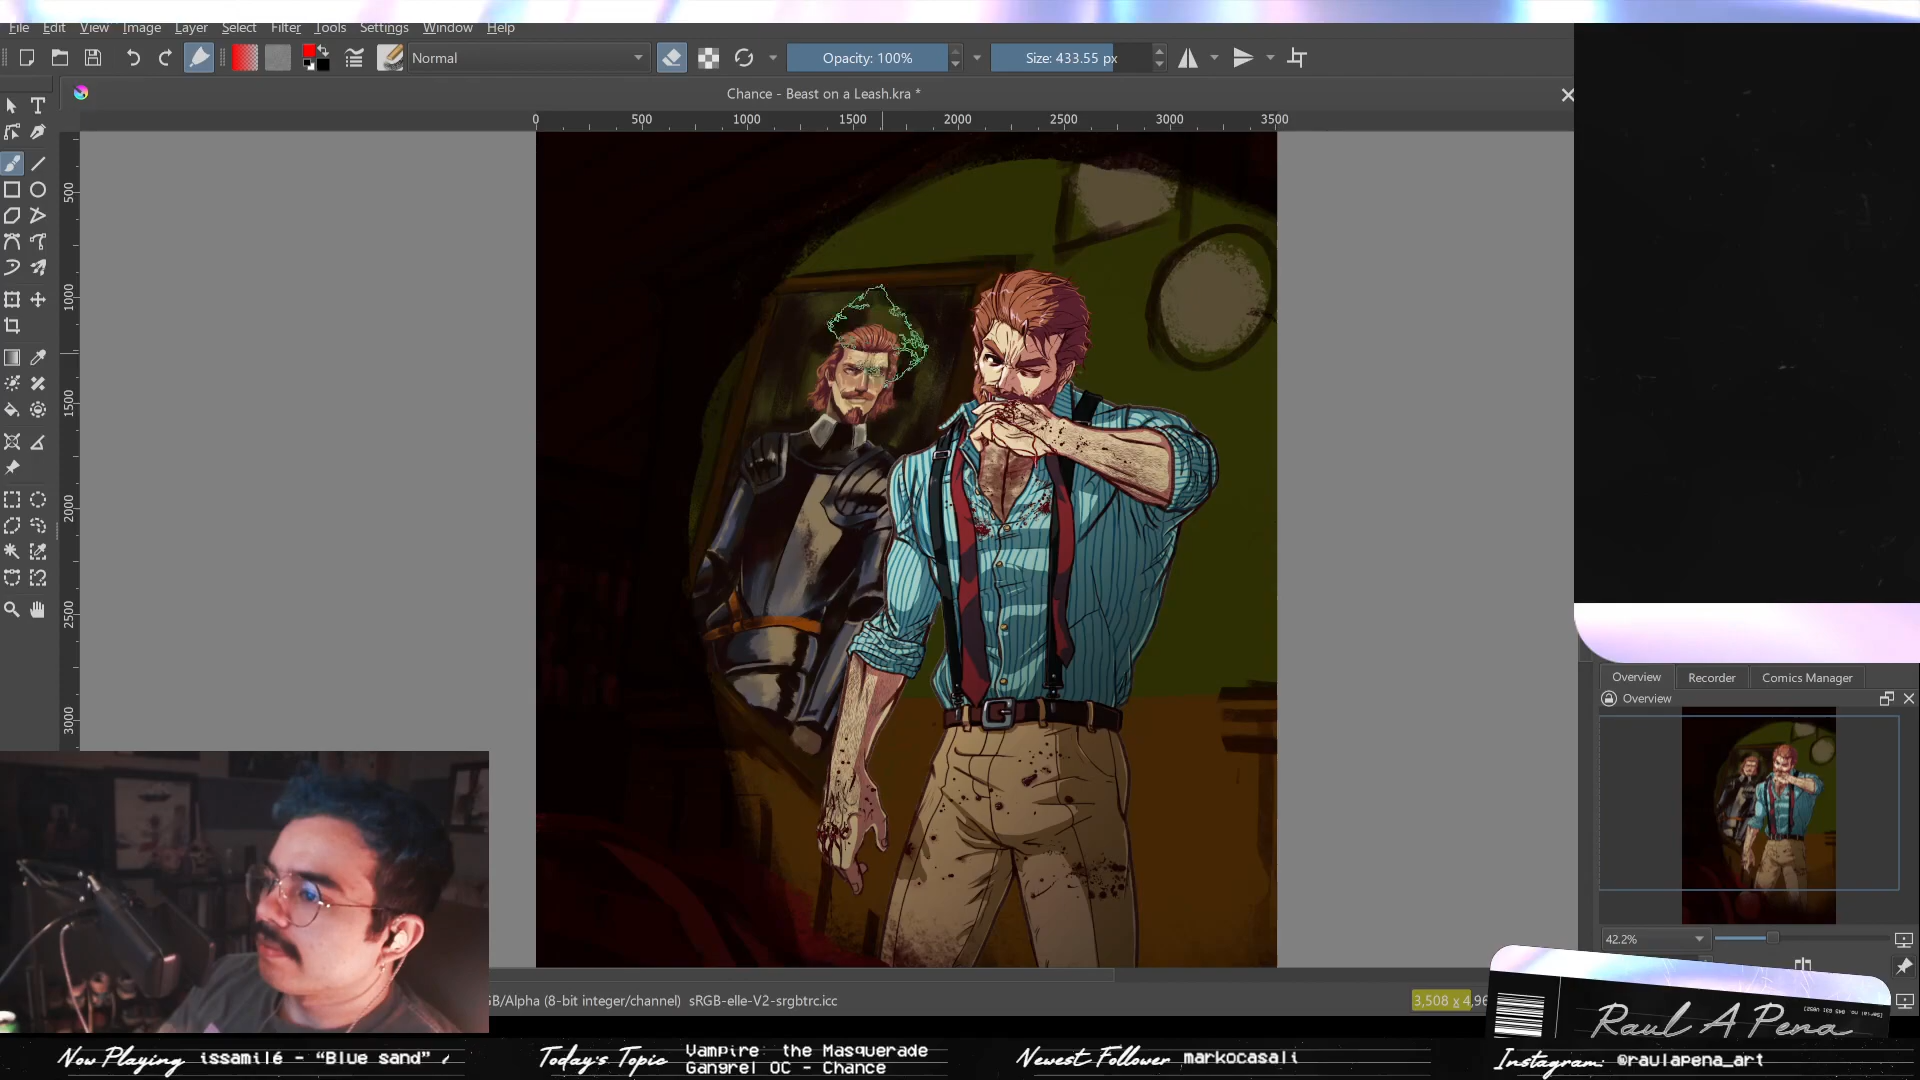 File Edit View Image Layer Select Filter Tools Settings Window Help
Normal
Opacity: 100%
Size: 433.55 px
Chance - Beast on a Leash.kra *
0 500 1000 1500 2000 2500 3000 3500
500
1000
1500
2000
2500
3000
Overview Recorder Comics Manager
Overview
42.2%
GB/Alpha (8-bit integer/channel) sRGB-elle-V2-srgbtrc.icc
3,508 x 4,96
Raul A Pena
Now Playing issamilé - “Blue sand”
Today's Topic Vampire: the Masquerade
Gangrel OC - Chance
Newest Follower markocasali
Instagram: @raulapena_art